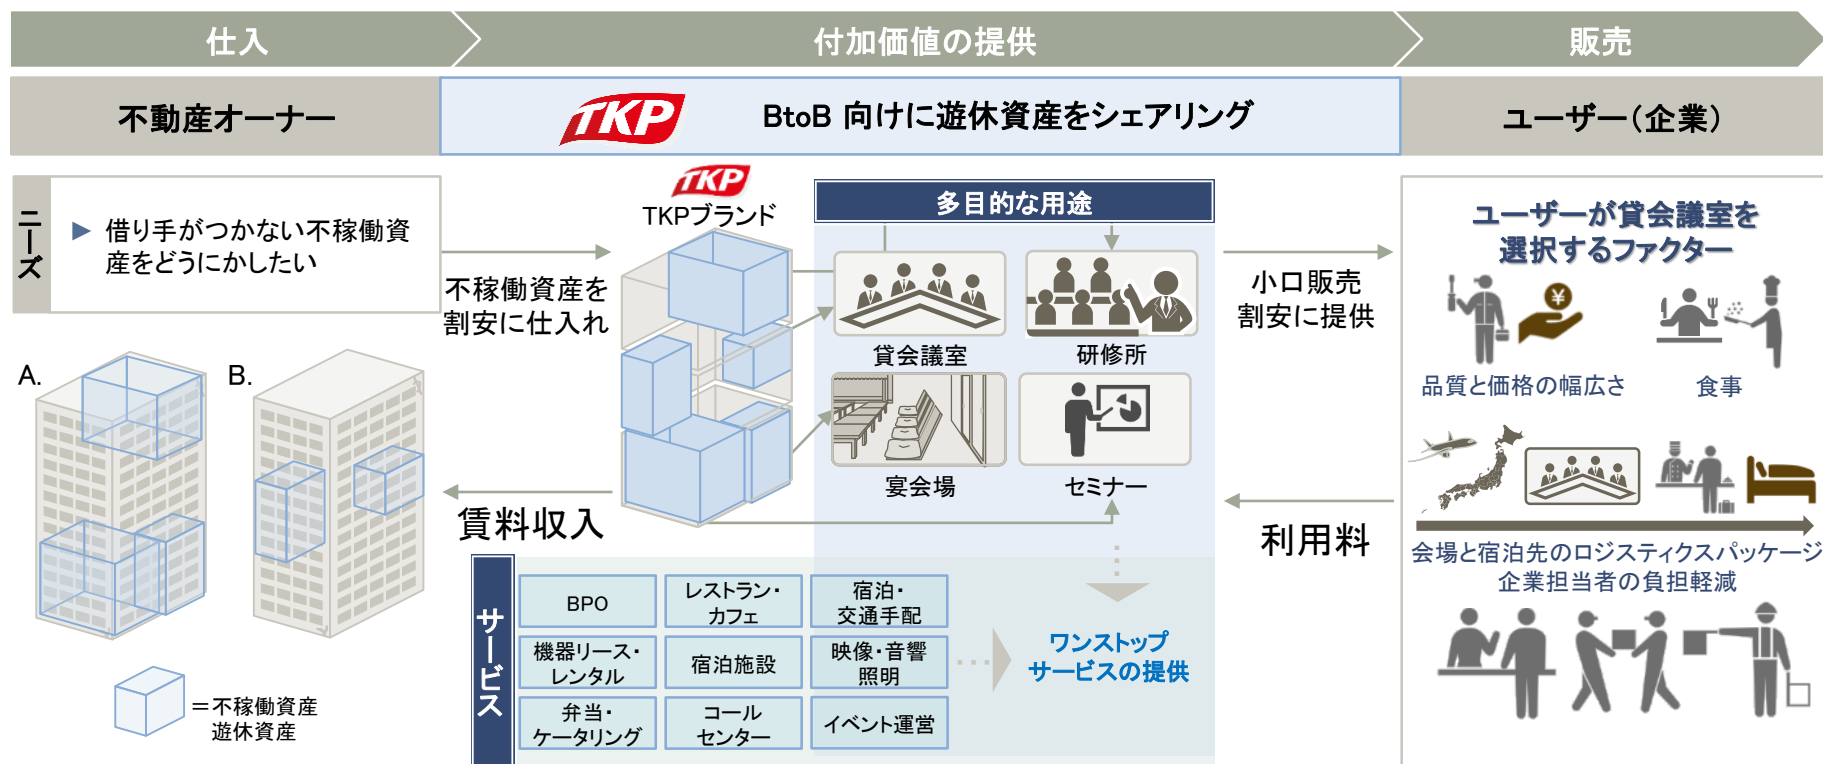 仕入
付加価値の提供
販売
不動産オーナー
TKP
BtoB 向けに遊休資産をシェアリング
ユーザー（企業）
ニーズ
▶ 借り手がつかない不稼働資
産をどうにかしたい
A.
B.
＝不稼働資産
遊休資産
不稼働資産を
割安に仕入れ
賃料収入
TKP
TKPブランド
多目的な用途
貸会議室
研修所
宴会場
セミナー
サービス
BPO
レストラン・
カフェ
宿泊・
交通手配
機器リース・
レンタル
宿泊施設
映像・音響
照明
弁当・
ケータリング
コール
センター
イベント運営
ワンストップ
サービスの提供
小口販売
割安に提供
利用料
ユーザーが貸会議室を
選択するファクター
¥
品質と価格の幅広さ
食事
会場と宿泊先のロジスティクスパッケージ
企業担当者の負担軽減